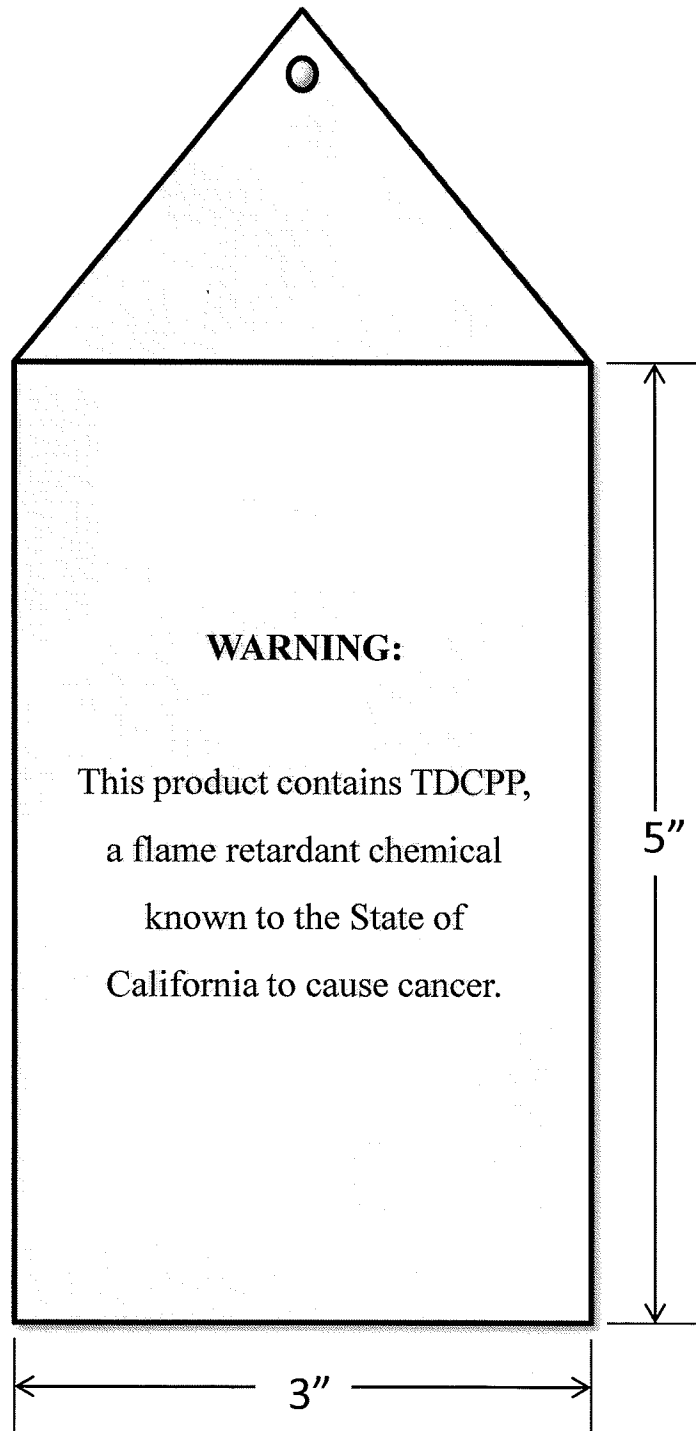 WARNING:
This product contains TDCPP,
a flame retardant chemical
known to the State of
California to cause cancer.
5”
3”